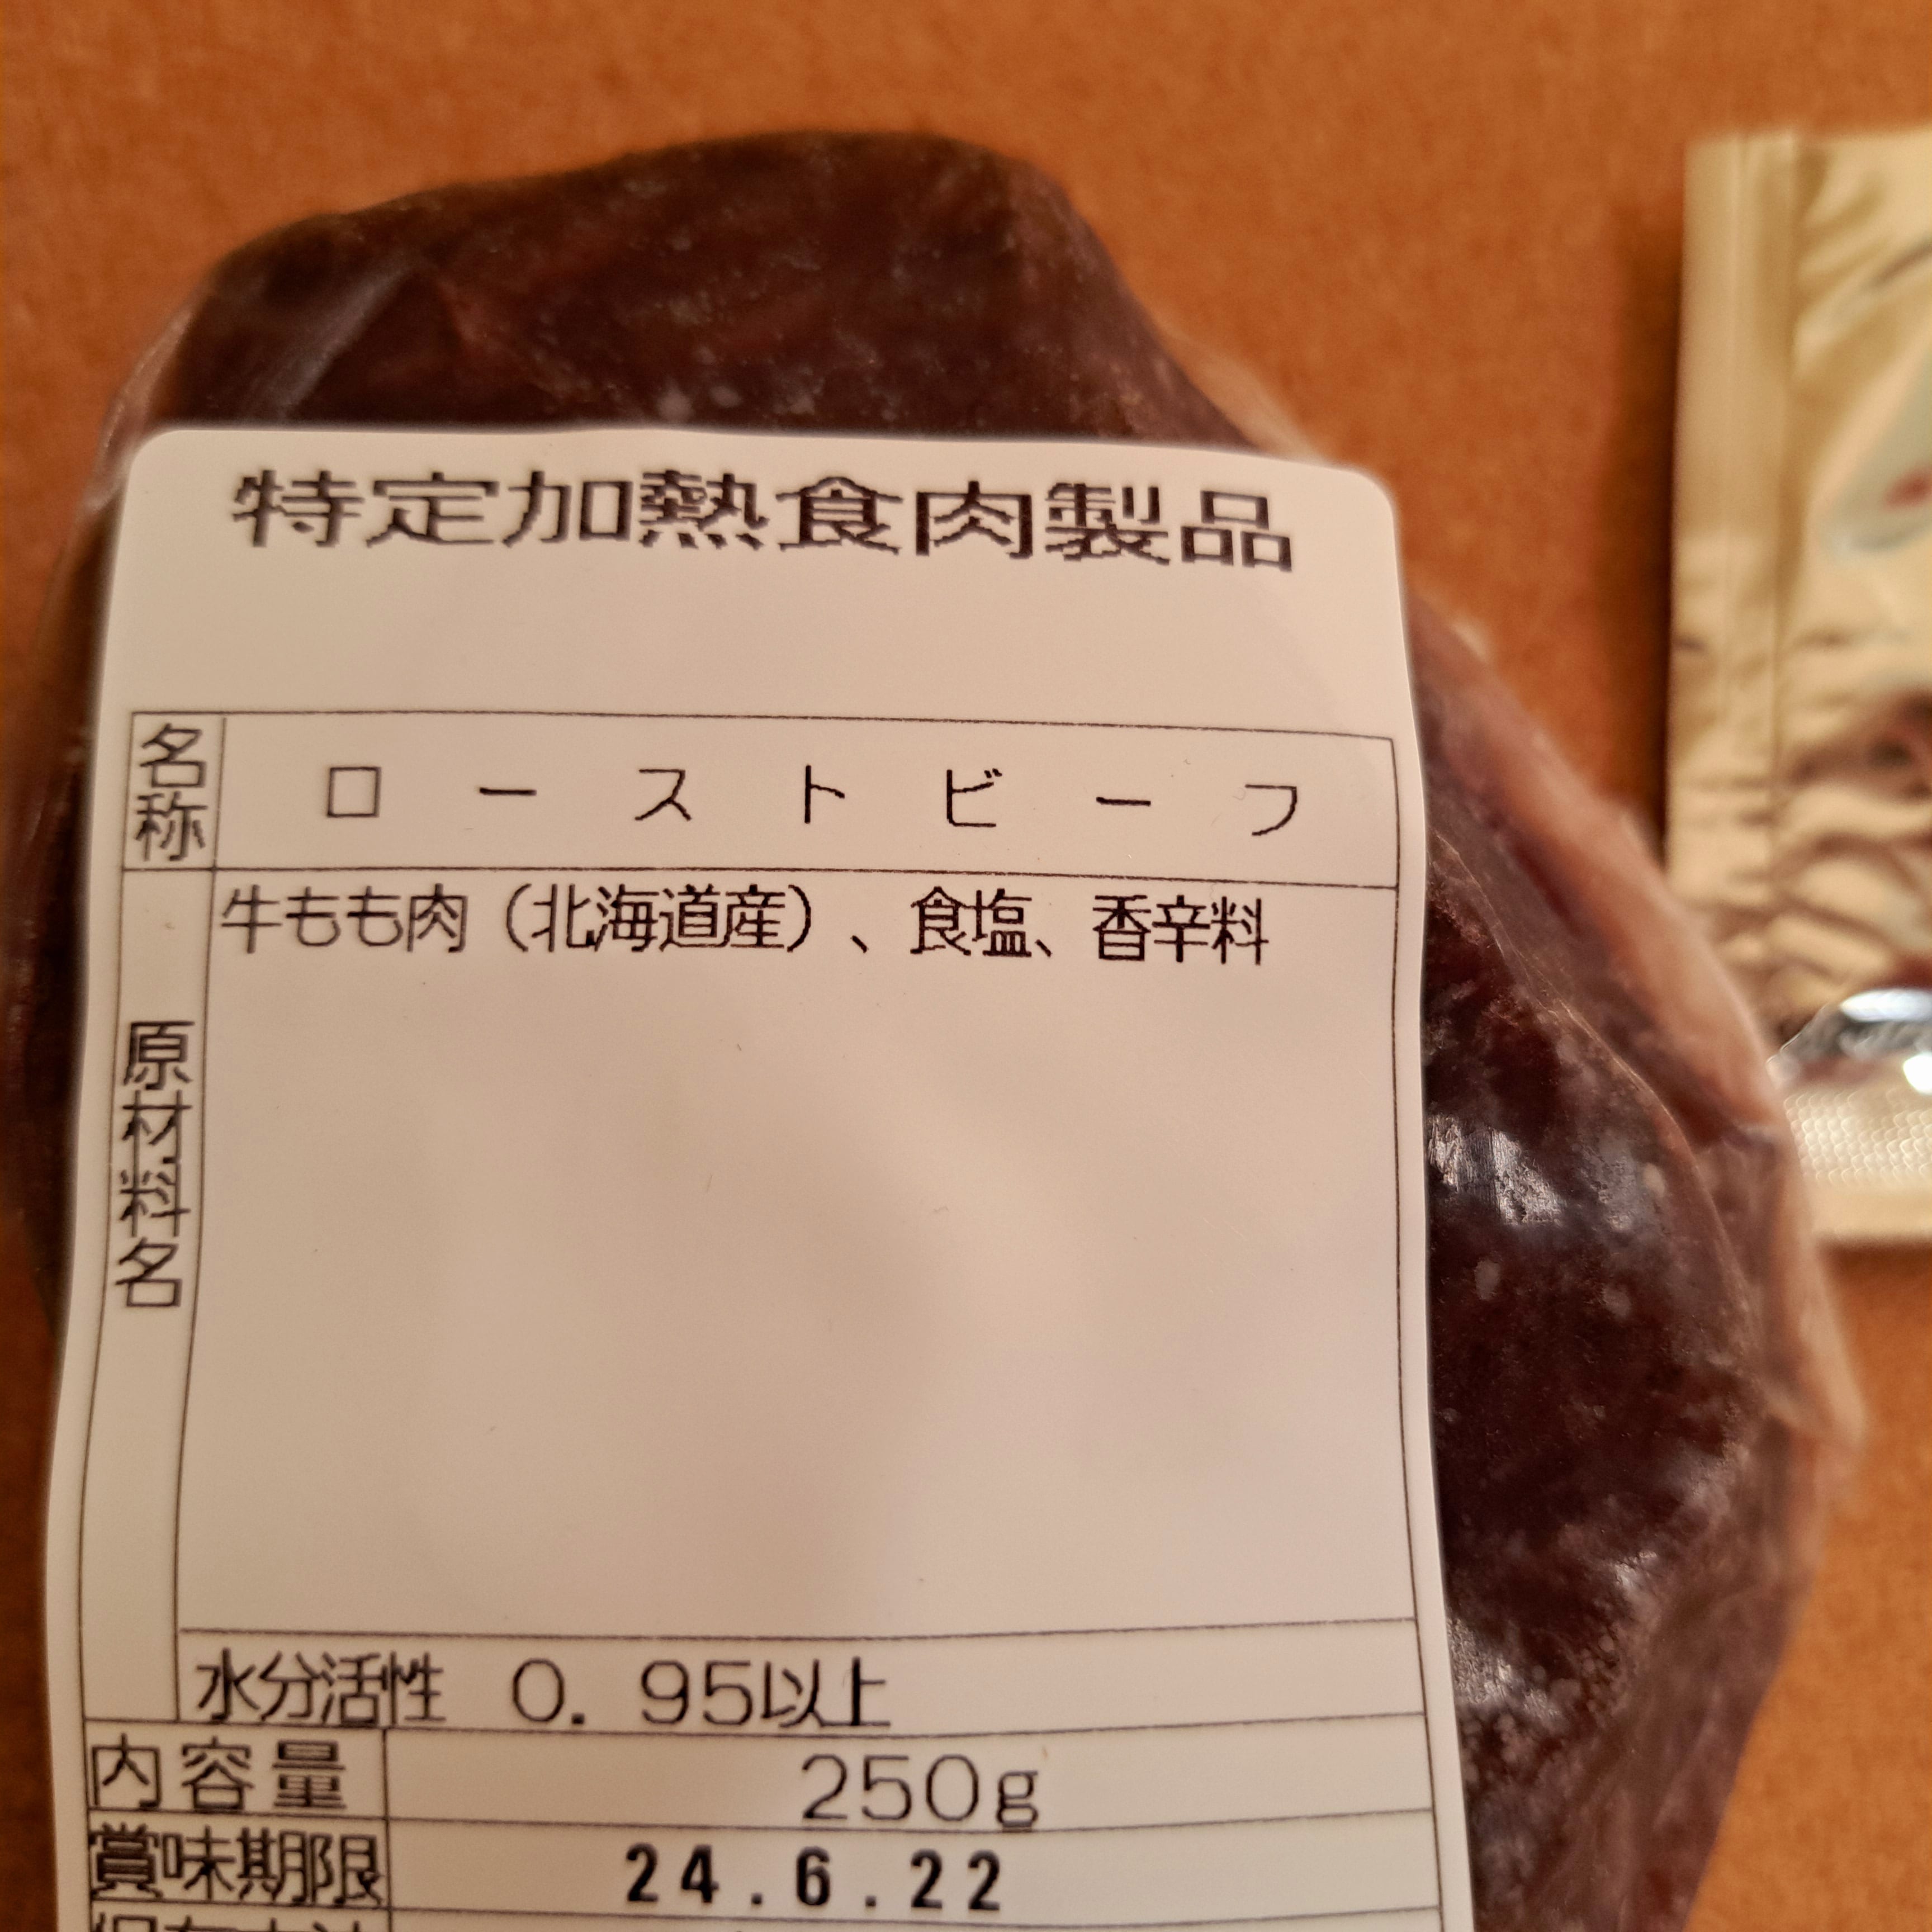 特定加熱食肉製品
名称 ローストビーフ
原材料名 牛もも肉（北海道産）、食塩、香辛料
水分活性 0．95以上
内容量 250g
賞味期限 24.6.22